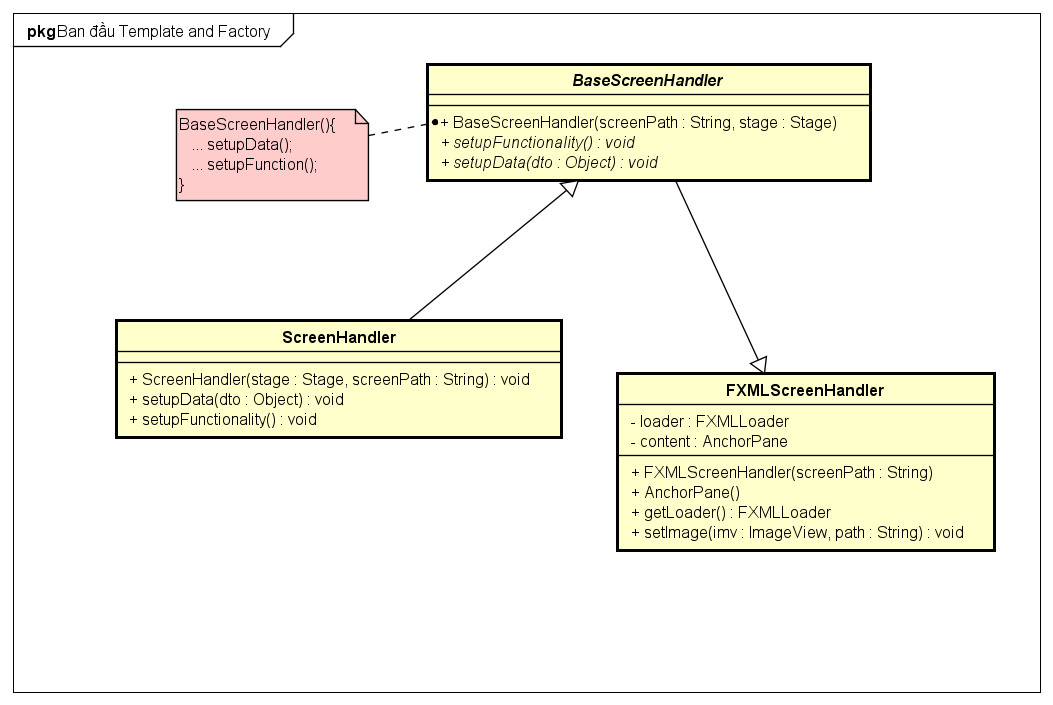 pkgBan đầu Template and Factory
BaseScreenHandler
BaseScreenHandler(){
... setupData();
... setupFunction();
}
+ BaseScreenHandler(screenPath : String, stage : Stage)
+ setupFunctionality() : void
+ setupData(dto : Object) : void
ScreenHandler
+ ScreenHandler(stage : Stage, screenPath : String) : void
+ setupData(dto : Object) : void
+ setupFunctionality() : void
FXMLScreenHandler
- loader : FXMLLoader
- content : AnchorPane
+ FXMLScreenHandler(screenPath : String)
+ AnchorPane()
+ getLoader() : FXMLLoader
+ setImage(imv : ImageView, path : String) : void